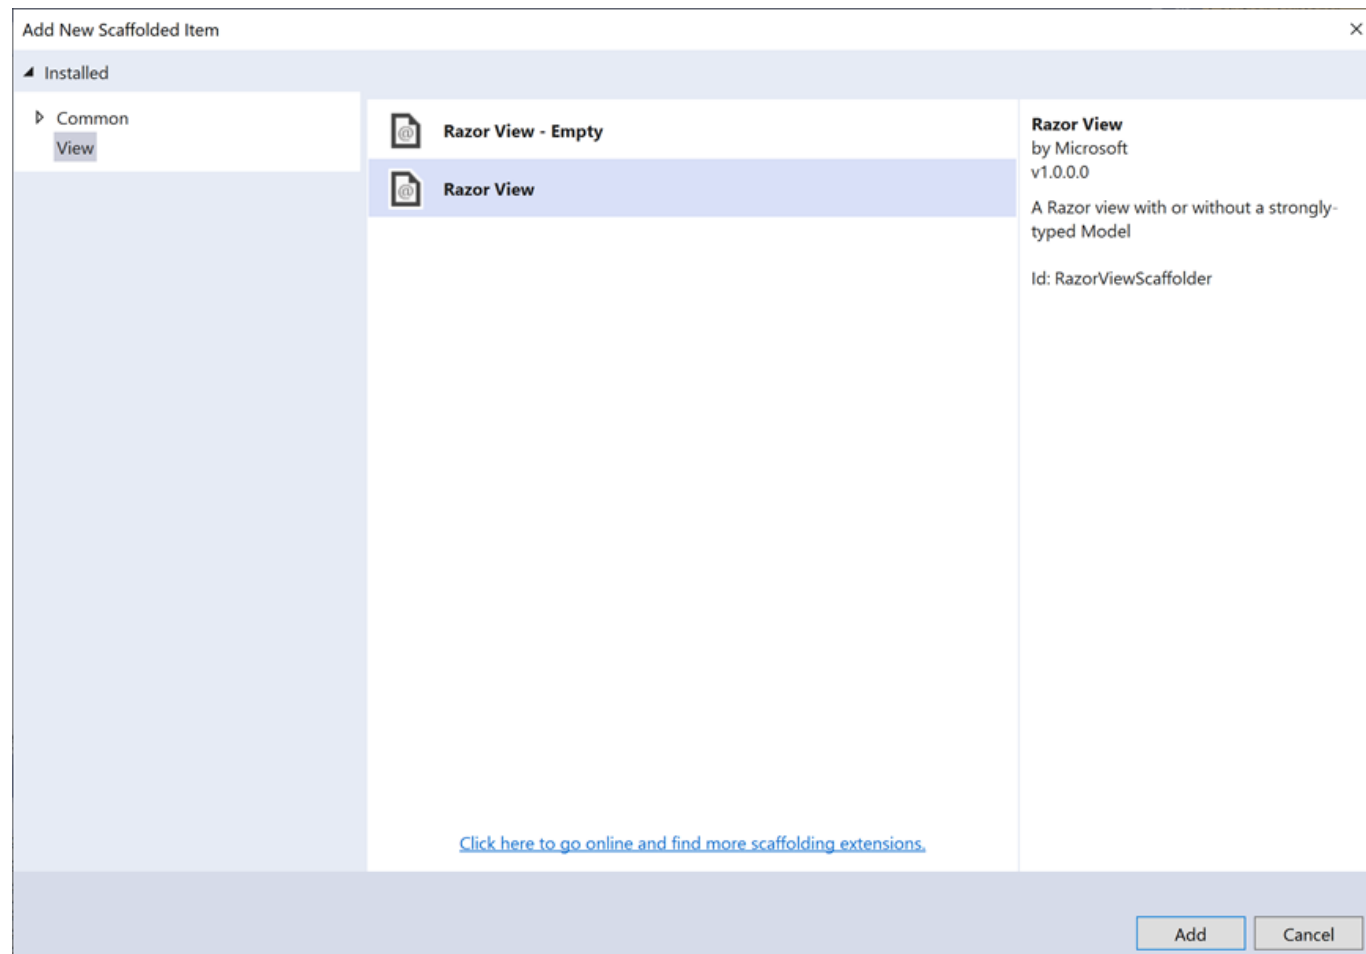 Add New Scaffolded Item
Installed
Common
View
Razor View - Empty
Razor View
Razor View
by Microsoft
v1.0.0.0
A Razor view with or without a strongly-
typed Model
Id: RazorViewScaffolder
Click here to go online and find more scaffolding extensions.
Add
Cancel